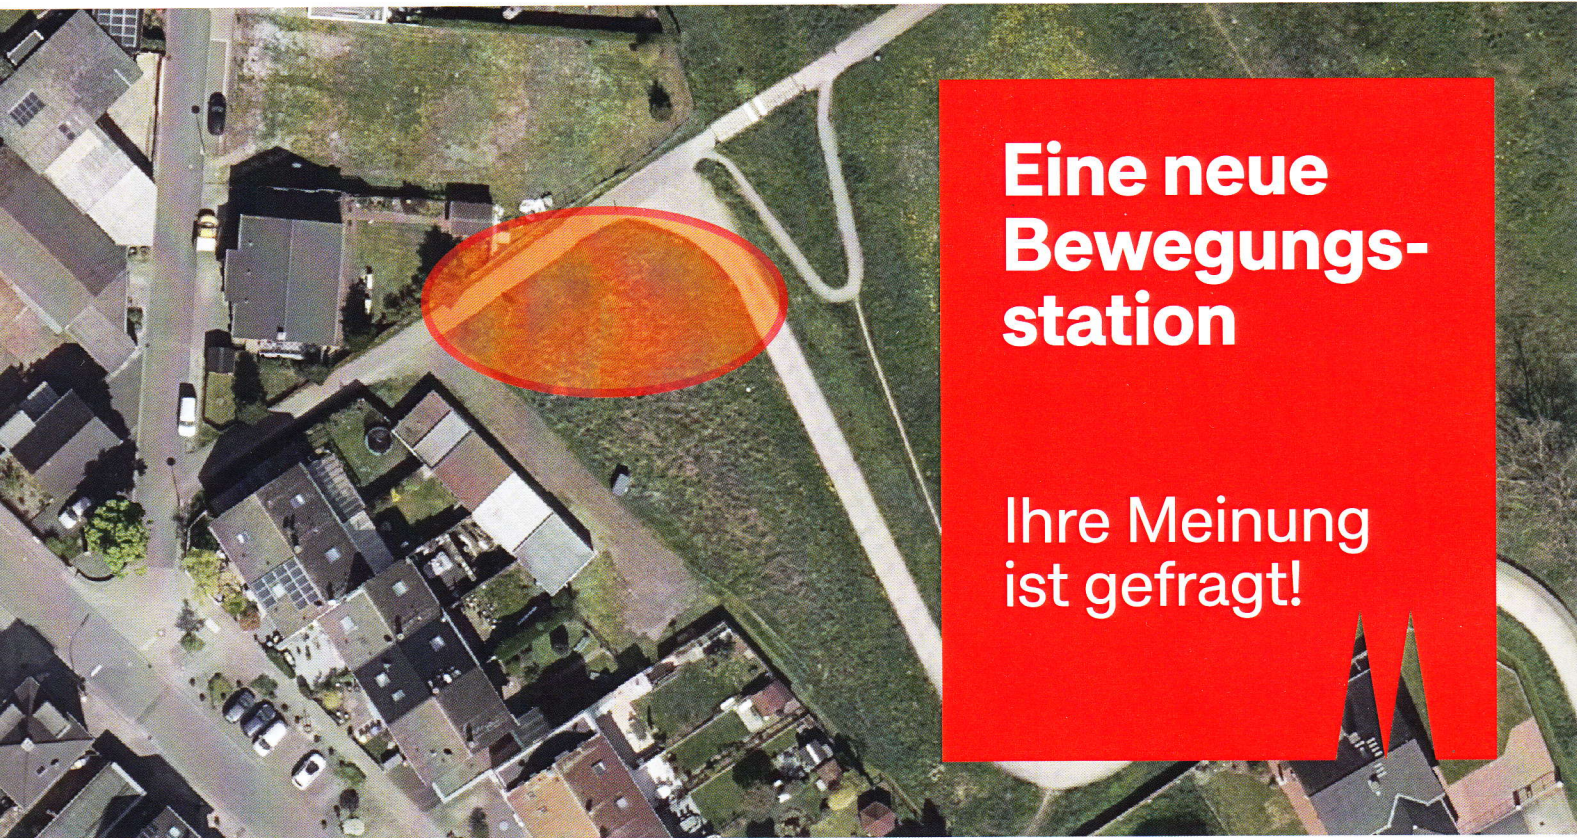 Eine neue
Bewegungs-
station
Ihre Meinung
ist gefragt!